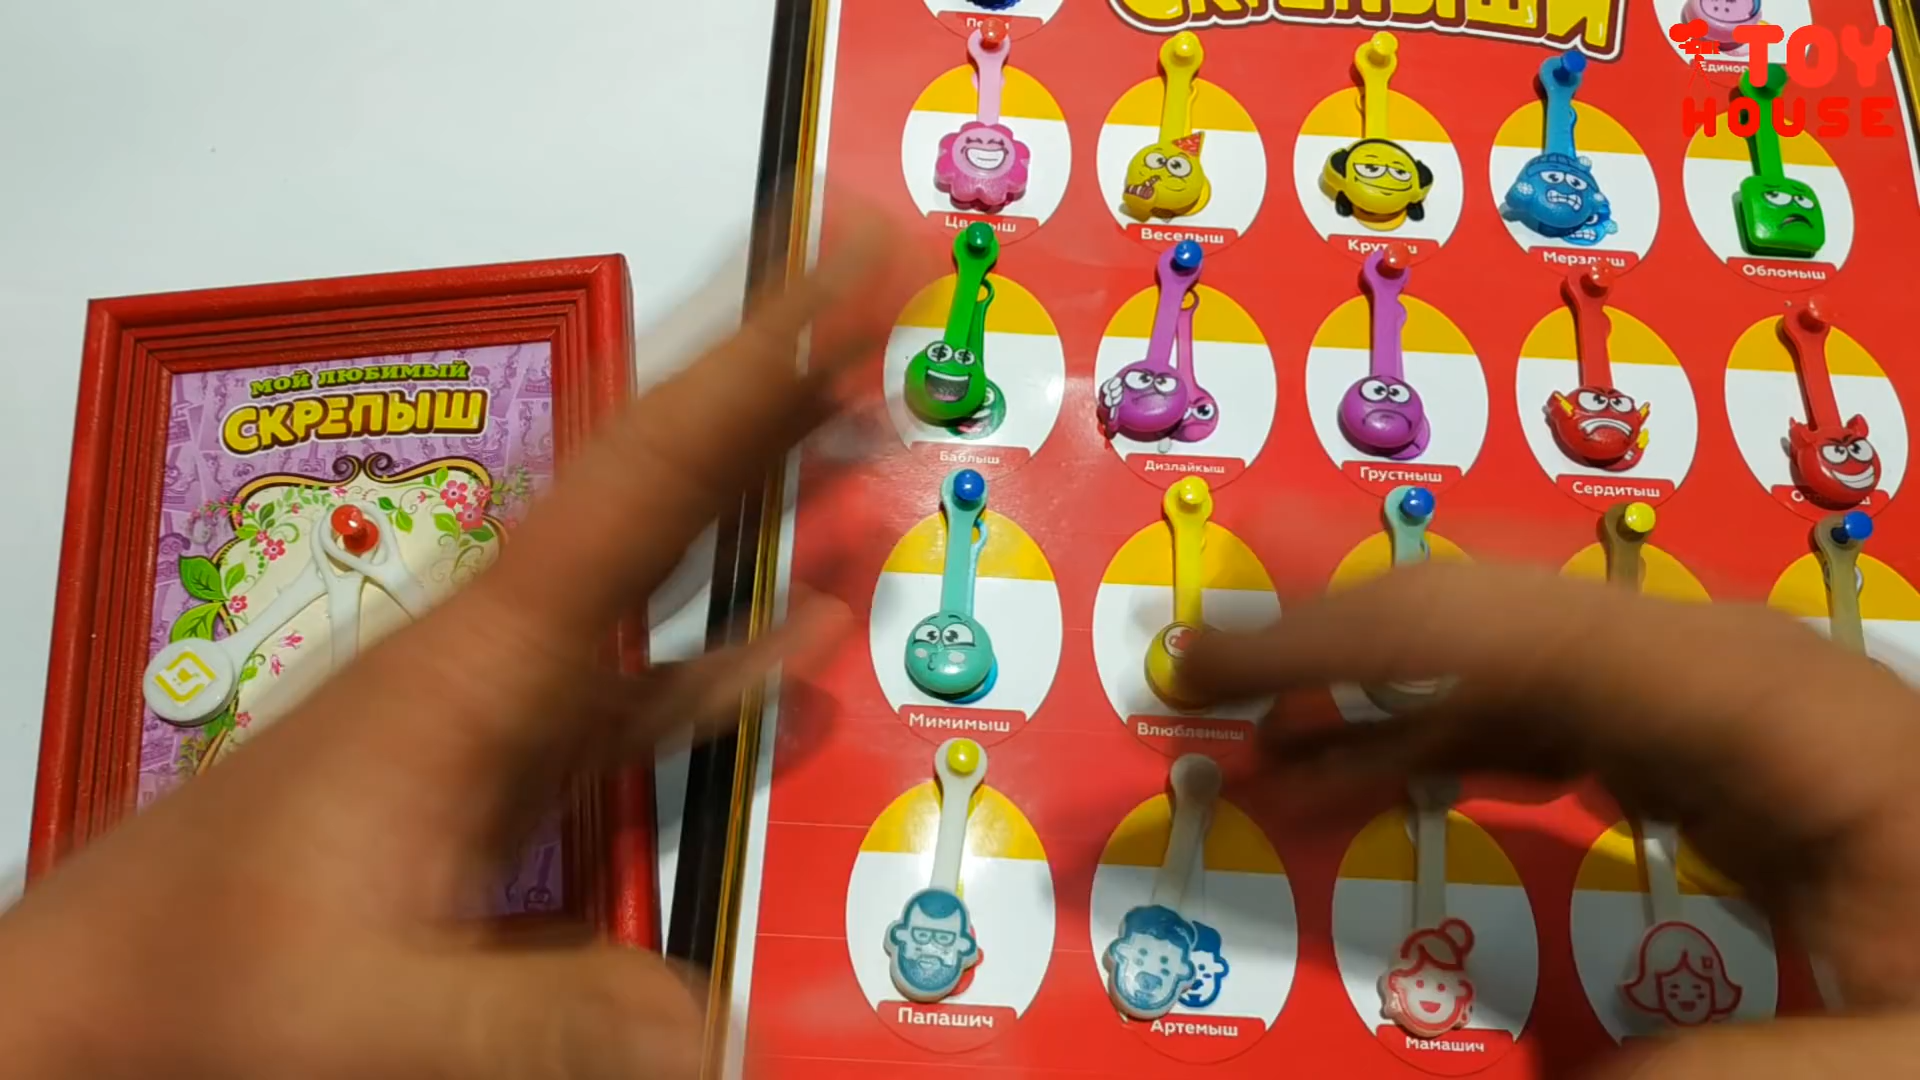 СКРЕПЫШИ
TOY
HOUSE
Веселыш
Обломыш
МОЙ ЛЮБИМЫЙ
СКРЕПЫШ
Баблыш
Дизлайкыш
Грустныш
Сердитыш
Мимимыш
Влюбленыш
Папашич
Артемыш
Мамашич